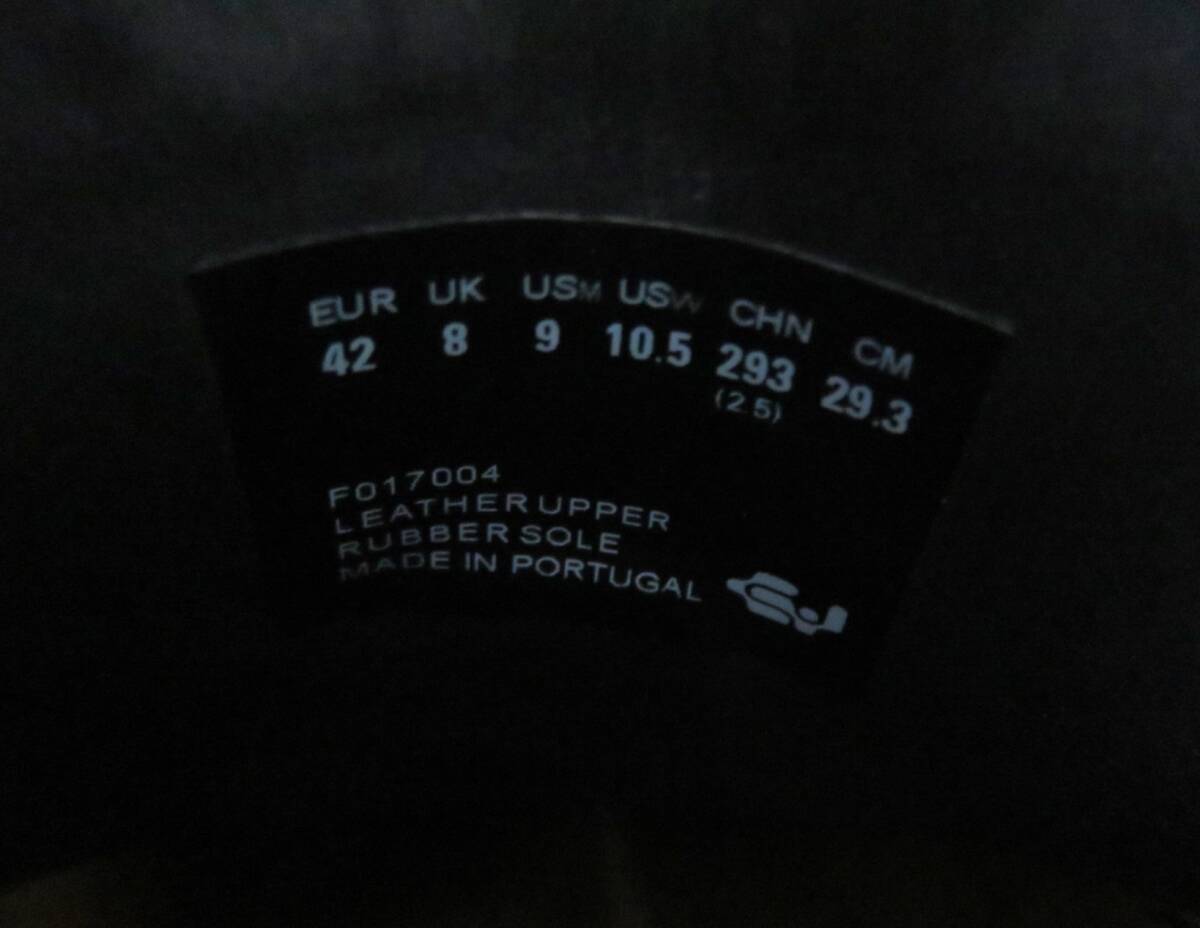 EUR UK USM USW CHN CM
42 8 9 10.5 293 29.3
(2.5)
F017004
LEATHER UPPER
RUBBER SOLE
MADE IN PORTUGAL